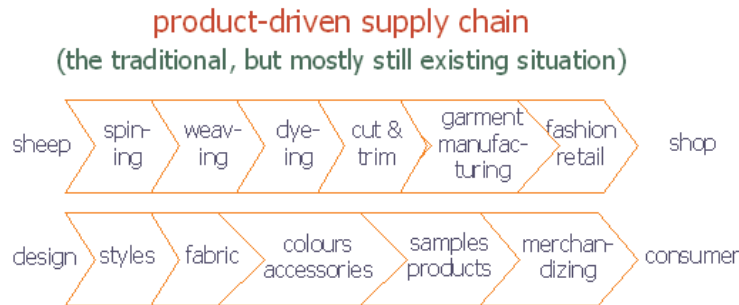 product-driven supply chain
(the traditional, but mostly still existing situation)
sheep
spin-
ing
weav-
ing
dye-
ing
cut &
trim
garment
manufac-
turing
fashion
retail
shop
design
styles
fabric
colours
accessories
samples
products
merchan-
dizing
consumer